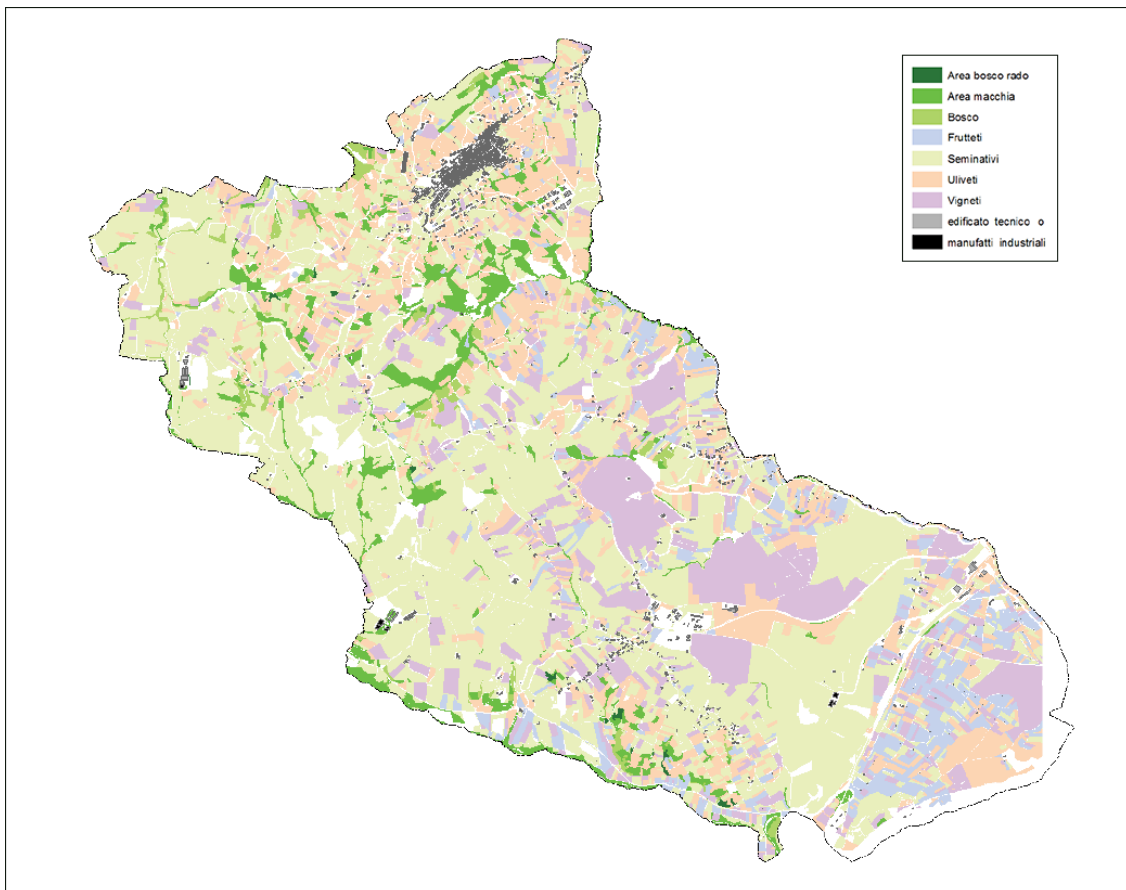 Area bosco rado
Area macchia
Bosco
Frutteti
Seminativi
Uliveti
Vigneti
edificato tecnico o
manufatti industriali